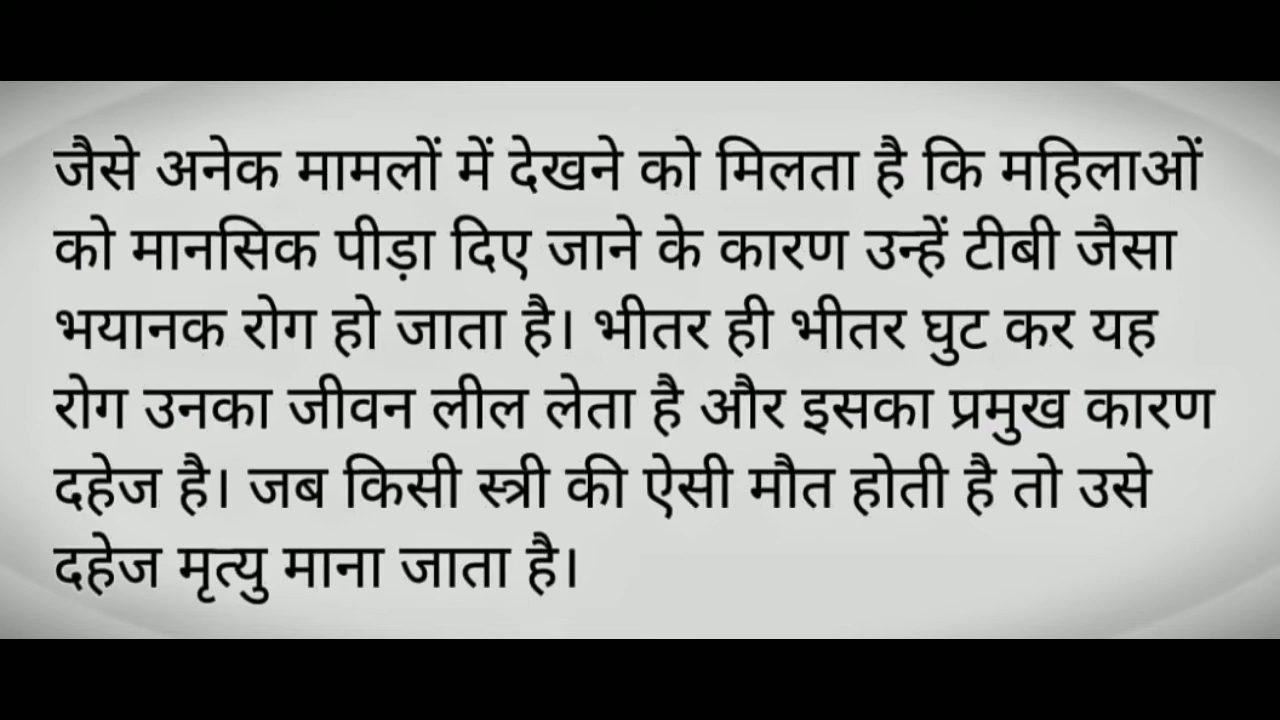 जैसे अनेक मामलों में देखने को मिलता है कि महिलाओं
को मानसिक पीड़ा दिए जाने के कारण उन्हें टीबी जैसा
भयानक रोग हो जाता है। भीतर ही भीतर घुट कर यह
रोग उनका जीवन लील लेता है और इसका प्रमुख कारण
दहेज है। जब किसी स्त्री की ऐसी मौत होती है तो उसे
दहेज मृत्यु माना जाता है।